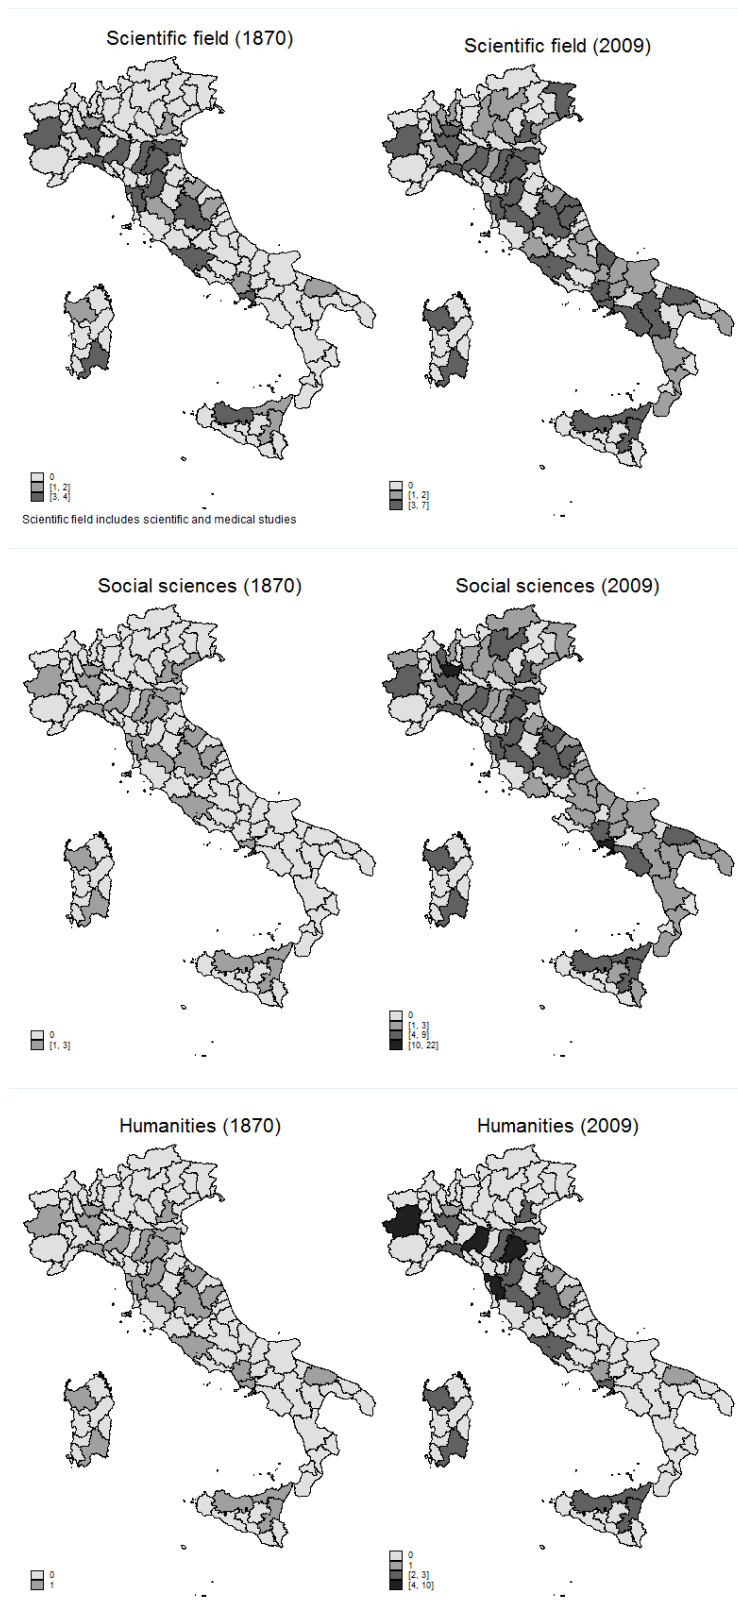 Scientific field (1870)
Scientific field (2009)
0
[1, 2]
[3, 4]
0
[1, 2]
[3, 7]
Scientific field includes scientific and medical studies
Social sciences (1870)
Social sciences (2009)
0
[1, 3]
0
[1, 3]
[4, 9]
[10, 22]
Humanities (1870)
Humanities (2009)
0
1
0
1
[2, 3]
[4, 10]